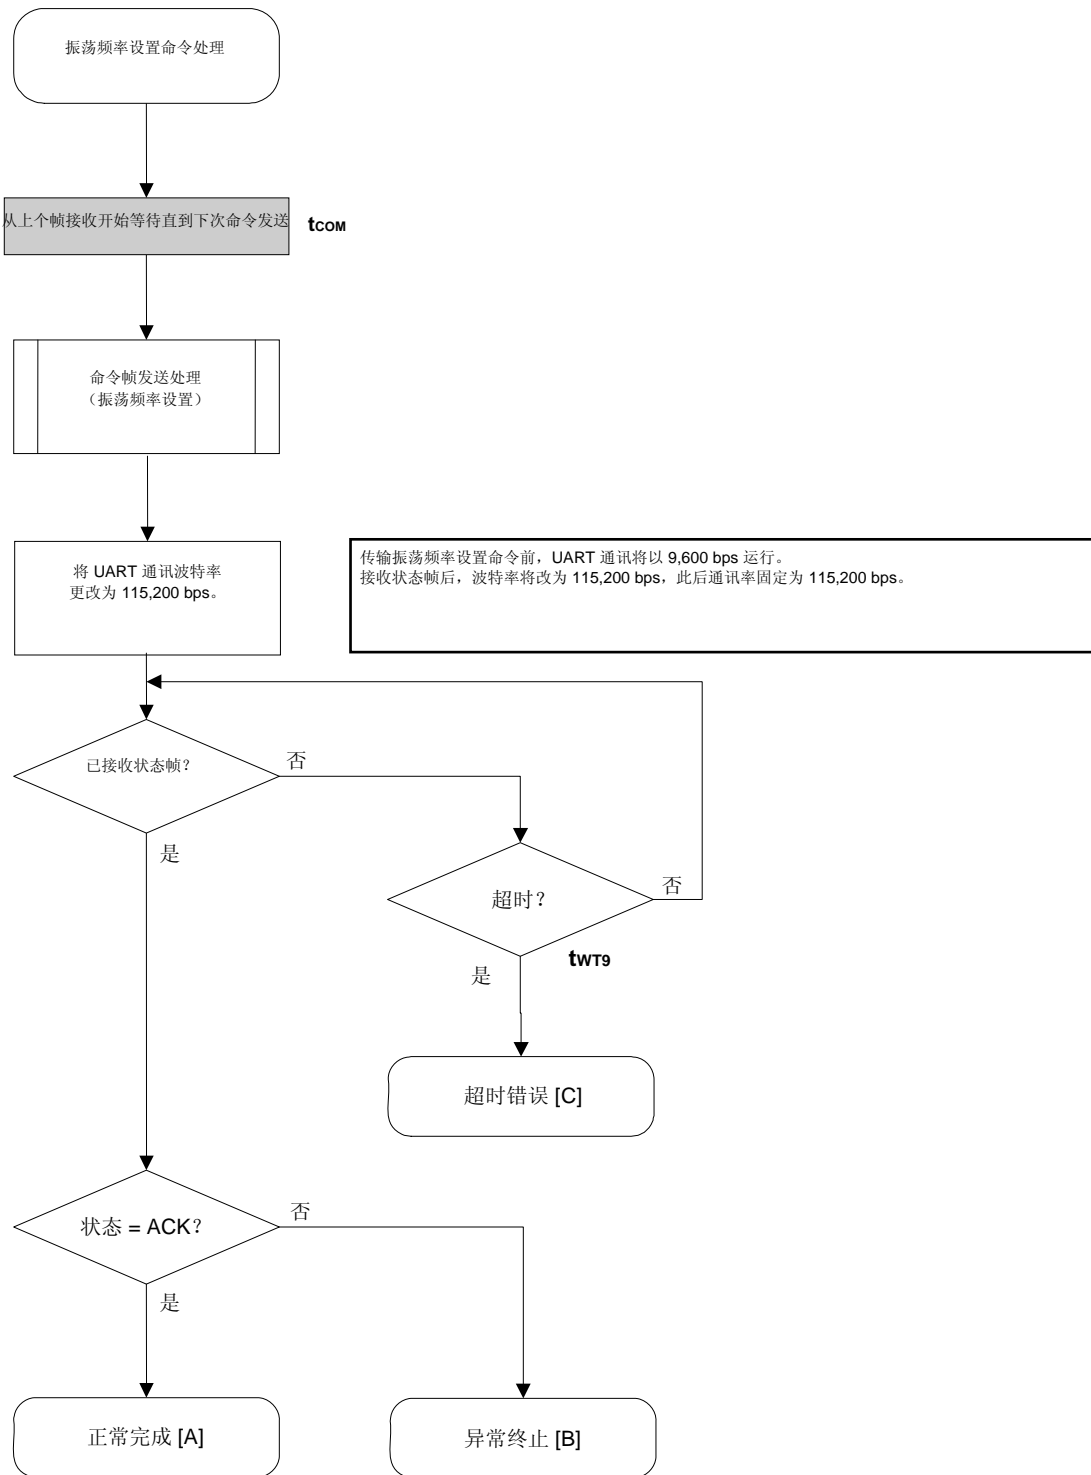 振荡频率设置命令处理
从上个帧接收开始等待直到下次命令发送
tCOM
命令帧发送处理
（振荡频率设置）
将 UART 通讯波特率
更改为 115,200 bps。
传输振荡频率设置命令前，UART 通讯将以 9,600 bps 运行。
接收状态帧后，波特率将改为 115,200 bps，此后通讯率固定为 115,200 bps。
已接收状态帧？
否
是
超时？
否
tWT9
是
超时错误 [C]
状态 = ACK？
否
是
正常完成 [A]
异常终止 [B]